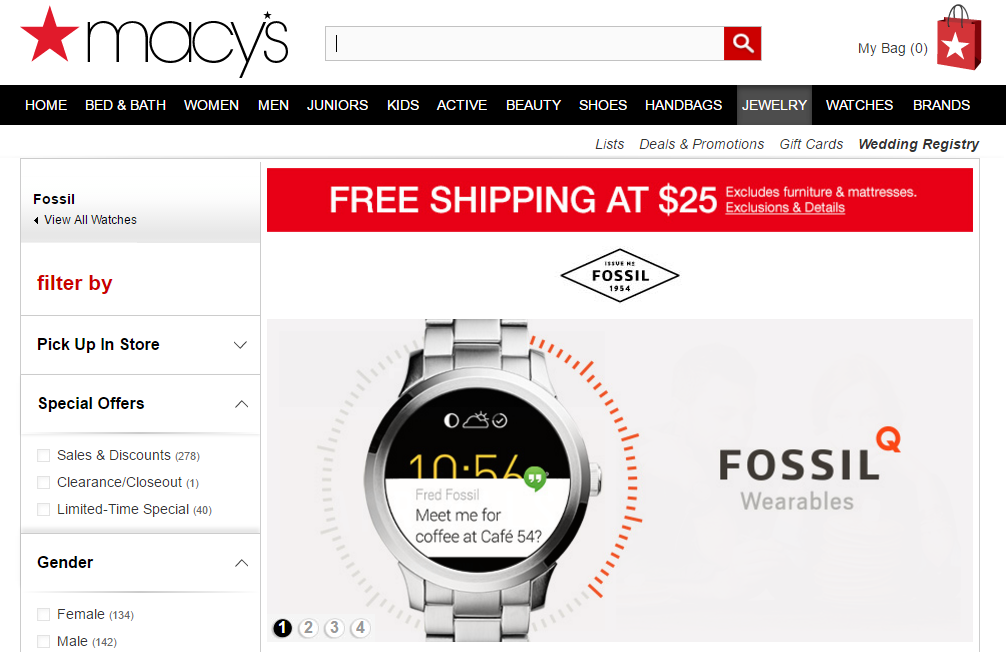 macy's
My Bag (0)
HOME BED & BATH WOMEN MEN JUNIORS KIDS ACTIVE BEAUTY SHOES HANDBAGS JEWELRY WATCHES BRANDS
Lists Deals & Promotions Gift Cards Wedding Registry
Fossil
View All Watches
filter by
Pick Up In Store
Special Offers
Sales & Discounts (278)
Clearance/Closeout (1)
Limited-Time Special (40)
Gender
Female (134)
Male (142)
FREE SHIPPING AT $25
Excludes furniture & mattresses.
Exclusions & Details
ISSUE Nº
FOSSIL
1954
10:56
Fred Fossil
Meet me for
coffee at Café 54?
FOSSIL Q
Wearables
1 2 3 4